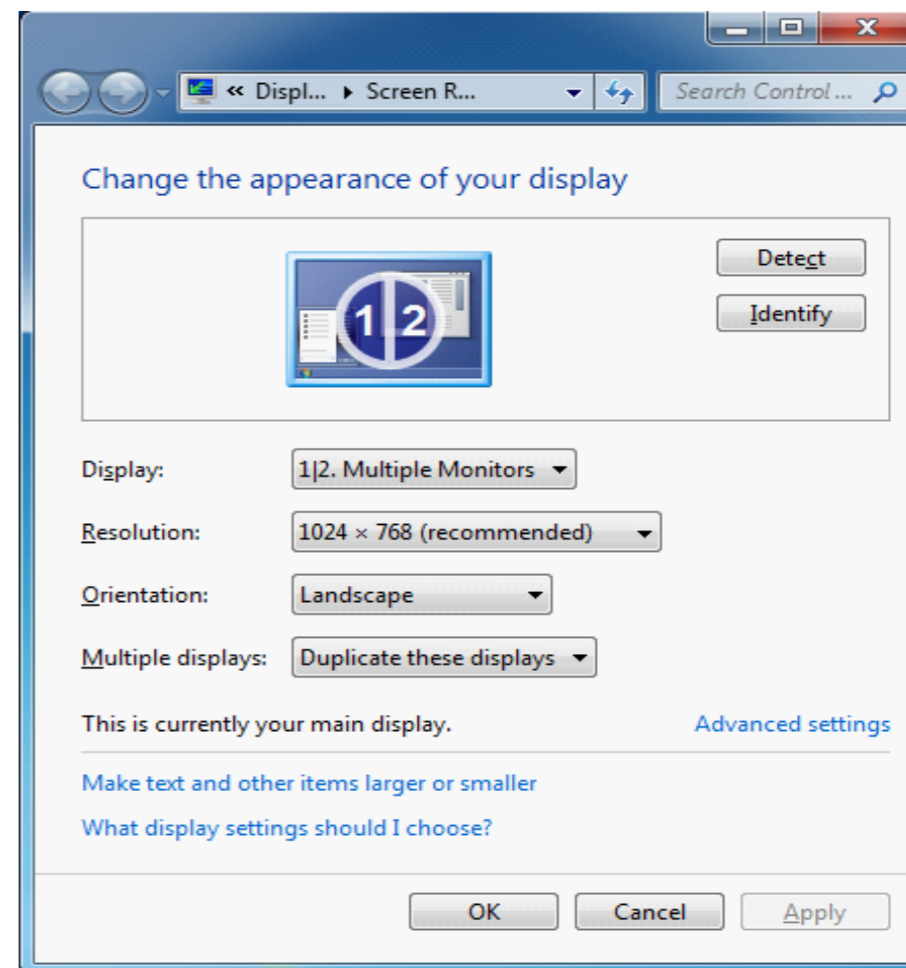 « Displ... ▸ Screen R... Search Control ...
Change the appearance of your display
1|2
Detect
Identify
Display: 1|2. Multiple Monitors
Resolution: 1024 × 768 (recommended)
Orientation: Landscape
Multiple displays: Duplicate these displays
This is currently your main display. Advanced settings
Make text and other items larger or smaller
What display settings should I choose?
OK Cancel Apply